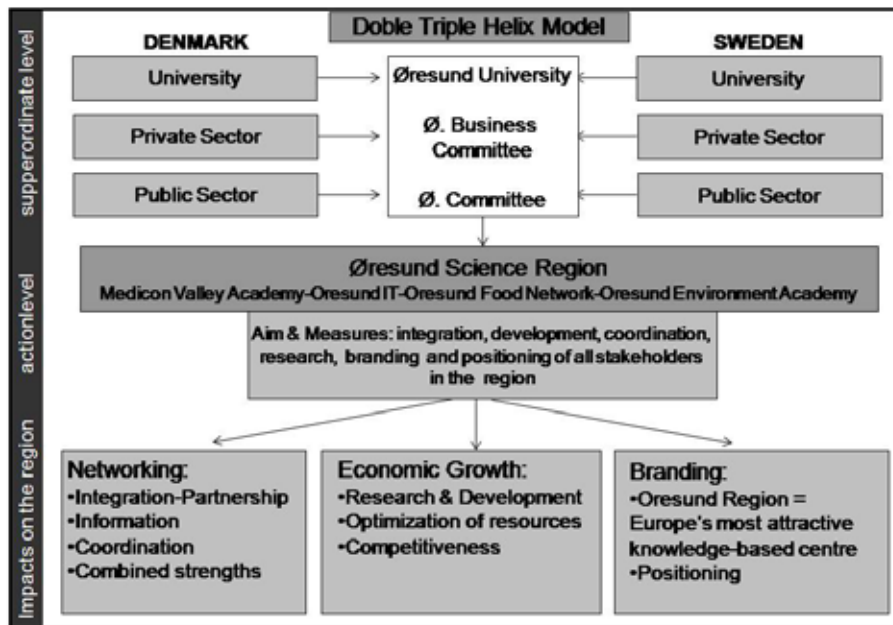 Doble Triple Helix Model
supperordinate level
DENMARK
SWEDEN
University
Øresund University
University
Private Sector
Ø. Business
Committee
Private Sector
Public Sector
Ø. Committee
Public Sector
actionlevel
Øresund Science Region
Medicon Valley Academy-Oresund IT-Oresund Food Network-Oresund Environment Academy
Aim & Measures: integration, development, coordination,
research, branding and positioning of all stakeholders
in the region
Impacts on the region
Networking:
•Integration-Partnership
•Information
•Coordination
•Combined strengths
Economic Growth:
•Research & Development
•Optimization of resources
•Competitiveness
Branding:
•Oresund Region =
Europe's most attractive
knowledge-based centre
•Positioning